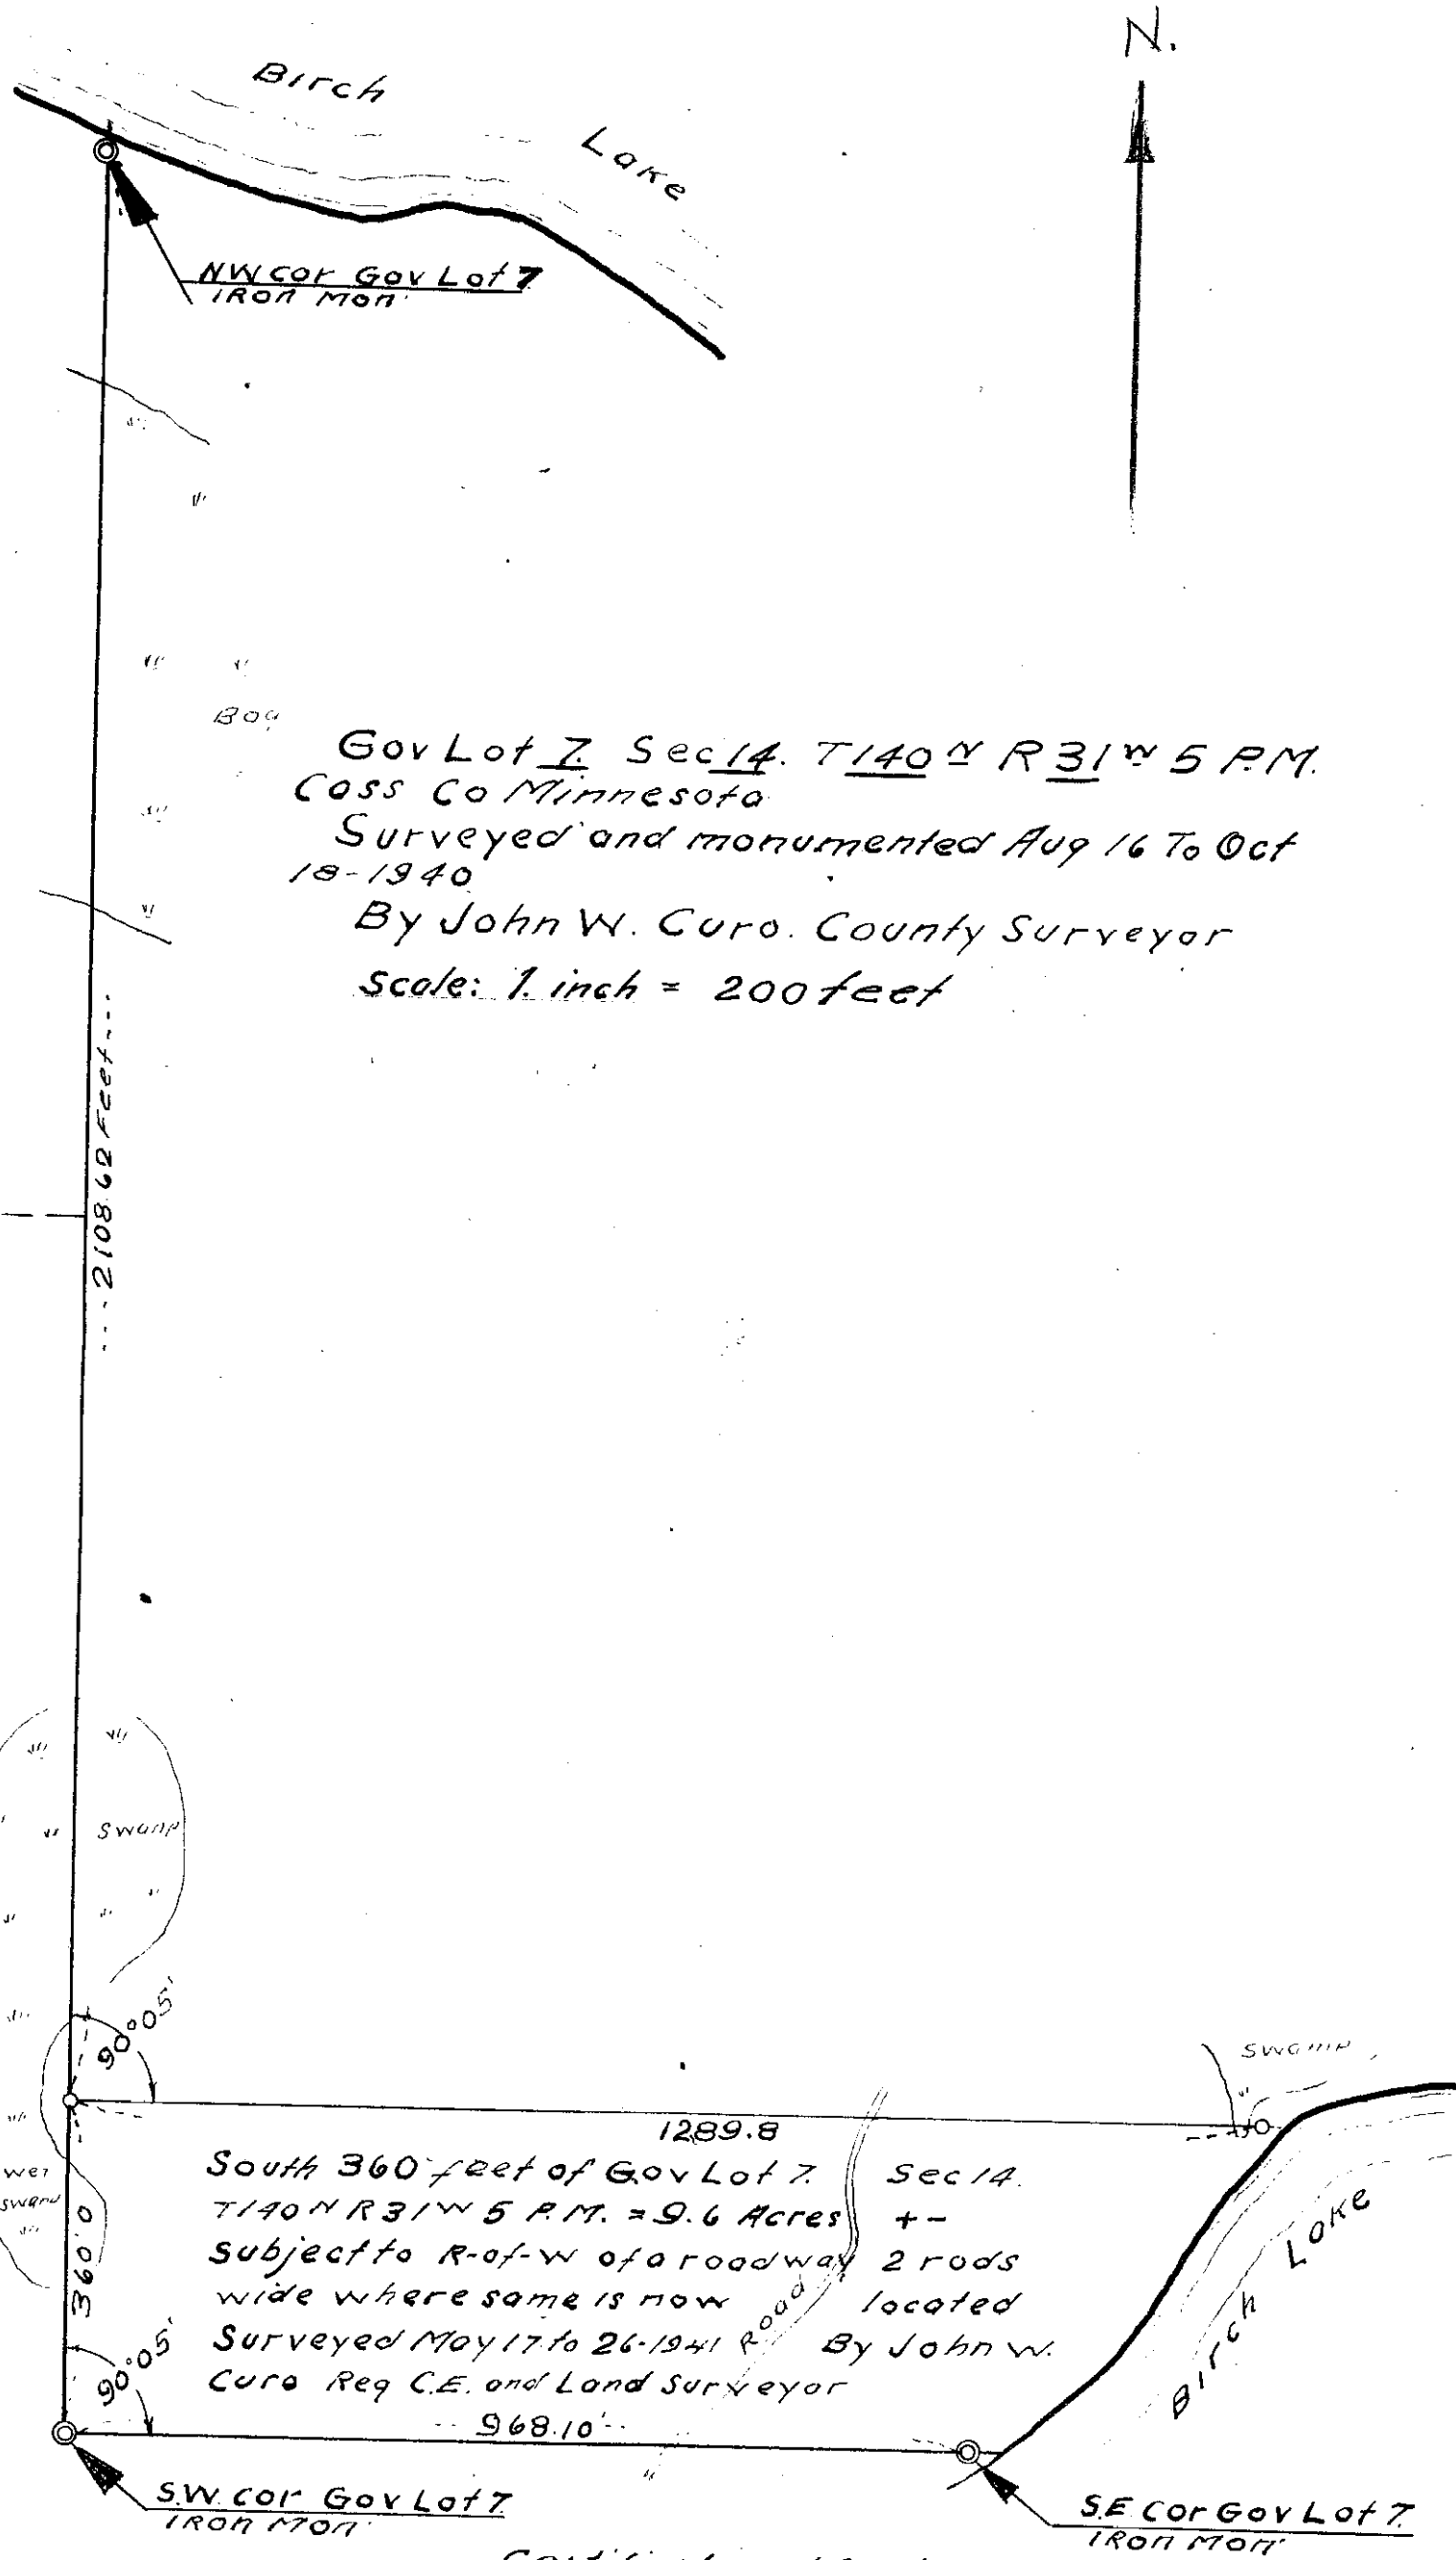 N.
Birch
Lake
NW cor Gov Lot 7
IRON MON.
Bog
Gov Lot 7. Sec 14. T140 N R 31 W 5 P.M.
Cass Co Minnesota
Surveyed and monumented Aug 16 To Oct
18-1940
By John W. Curo. County Surveyor
Scale: 1 inch = 200 feet
---2108.62 Feet---
Swamp
90°05'
Swamp
1289.8
South 360 feet of Gov Lot 7. Sec 14.
T140 N R 31 W 5 P.M. = 9.6 Acres +-
Subject to R-of-W of a roadway 2 rods
wide where same is now located
Surveyed May 17 to 26-1941 By John W.
Curo Reg C.E. and Land Surveyor
Road
Wet
Swamp
360.0
90°05'
968.10'
Birch Lake
S.W. cor Gov Lot 7.
IRON MON.
S.E. Cor Gov Lot 7.
IRON MON.